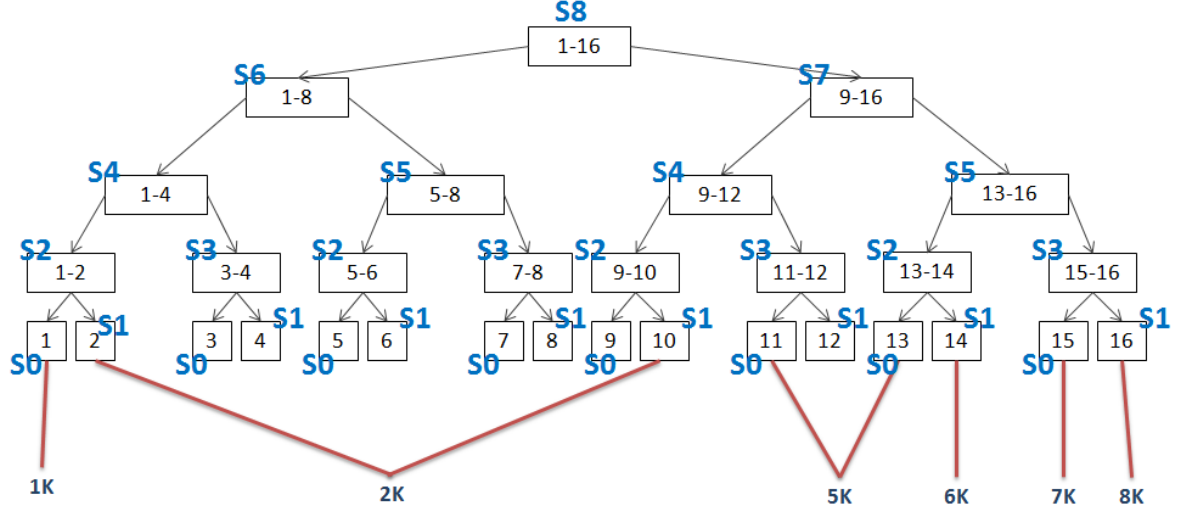 S8
1-16
S6 S7
1-8 9-16
S4 S5 S4 S5
1-4 5-8 9-12 13-16
S2 S3 S2 S3 S2 S3 S2 S3
1-2 3-4 5-6 7-8 9-10 11-12 13-14 15-16
S1 S1 S1 S1 S1 S1 S1 S1
1 2 3 4 5 6 7 8 9 10 11 12 13 14 15 16
S0 S0 S0 S0 S0 S0 S0 S0
1K 2K 5K 6K 7K 8K